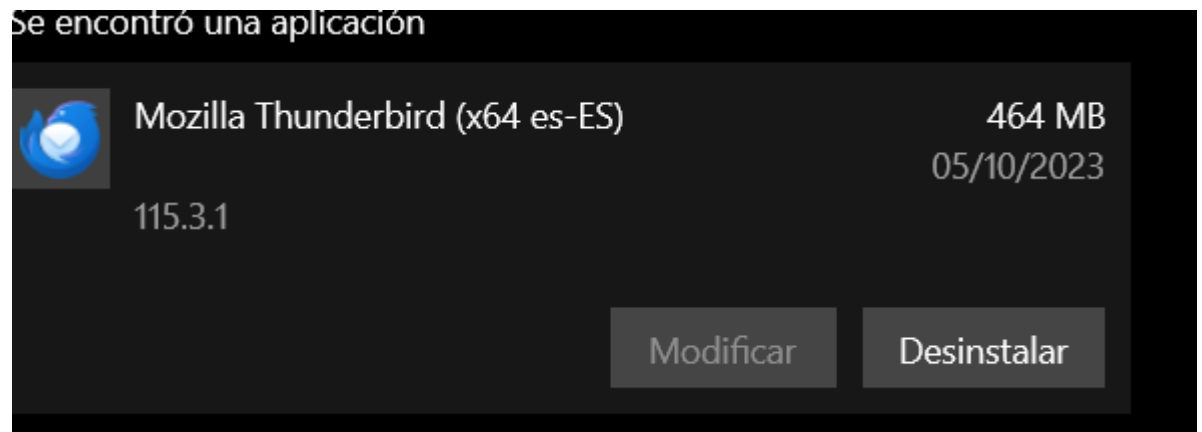 Se encontró una aplicación
Mozilla Thunderbird (x64 es-ES)
464 MB
05/10/2023
115.3.1
Modificar
Desinstalar